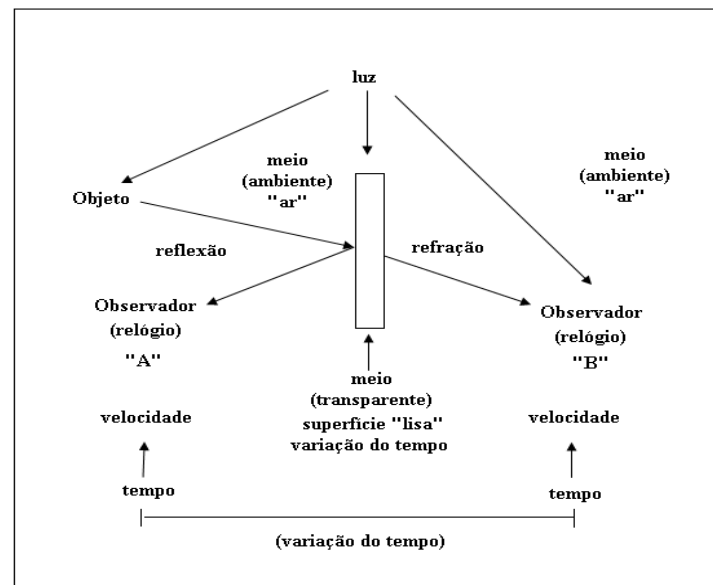 luz
meio
(ambiente)
"ar"
meio
(ambiente)
"ar"
Objeto
reflexão
refração
Observador
(relógio)
"A"
Observador
(relógio)
"B"
meio
(transparente)
superfície "lisa"
variação do tempo
velocidade
velocidade
tempo
tempo
(variação do tempo)